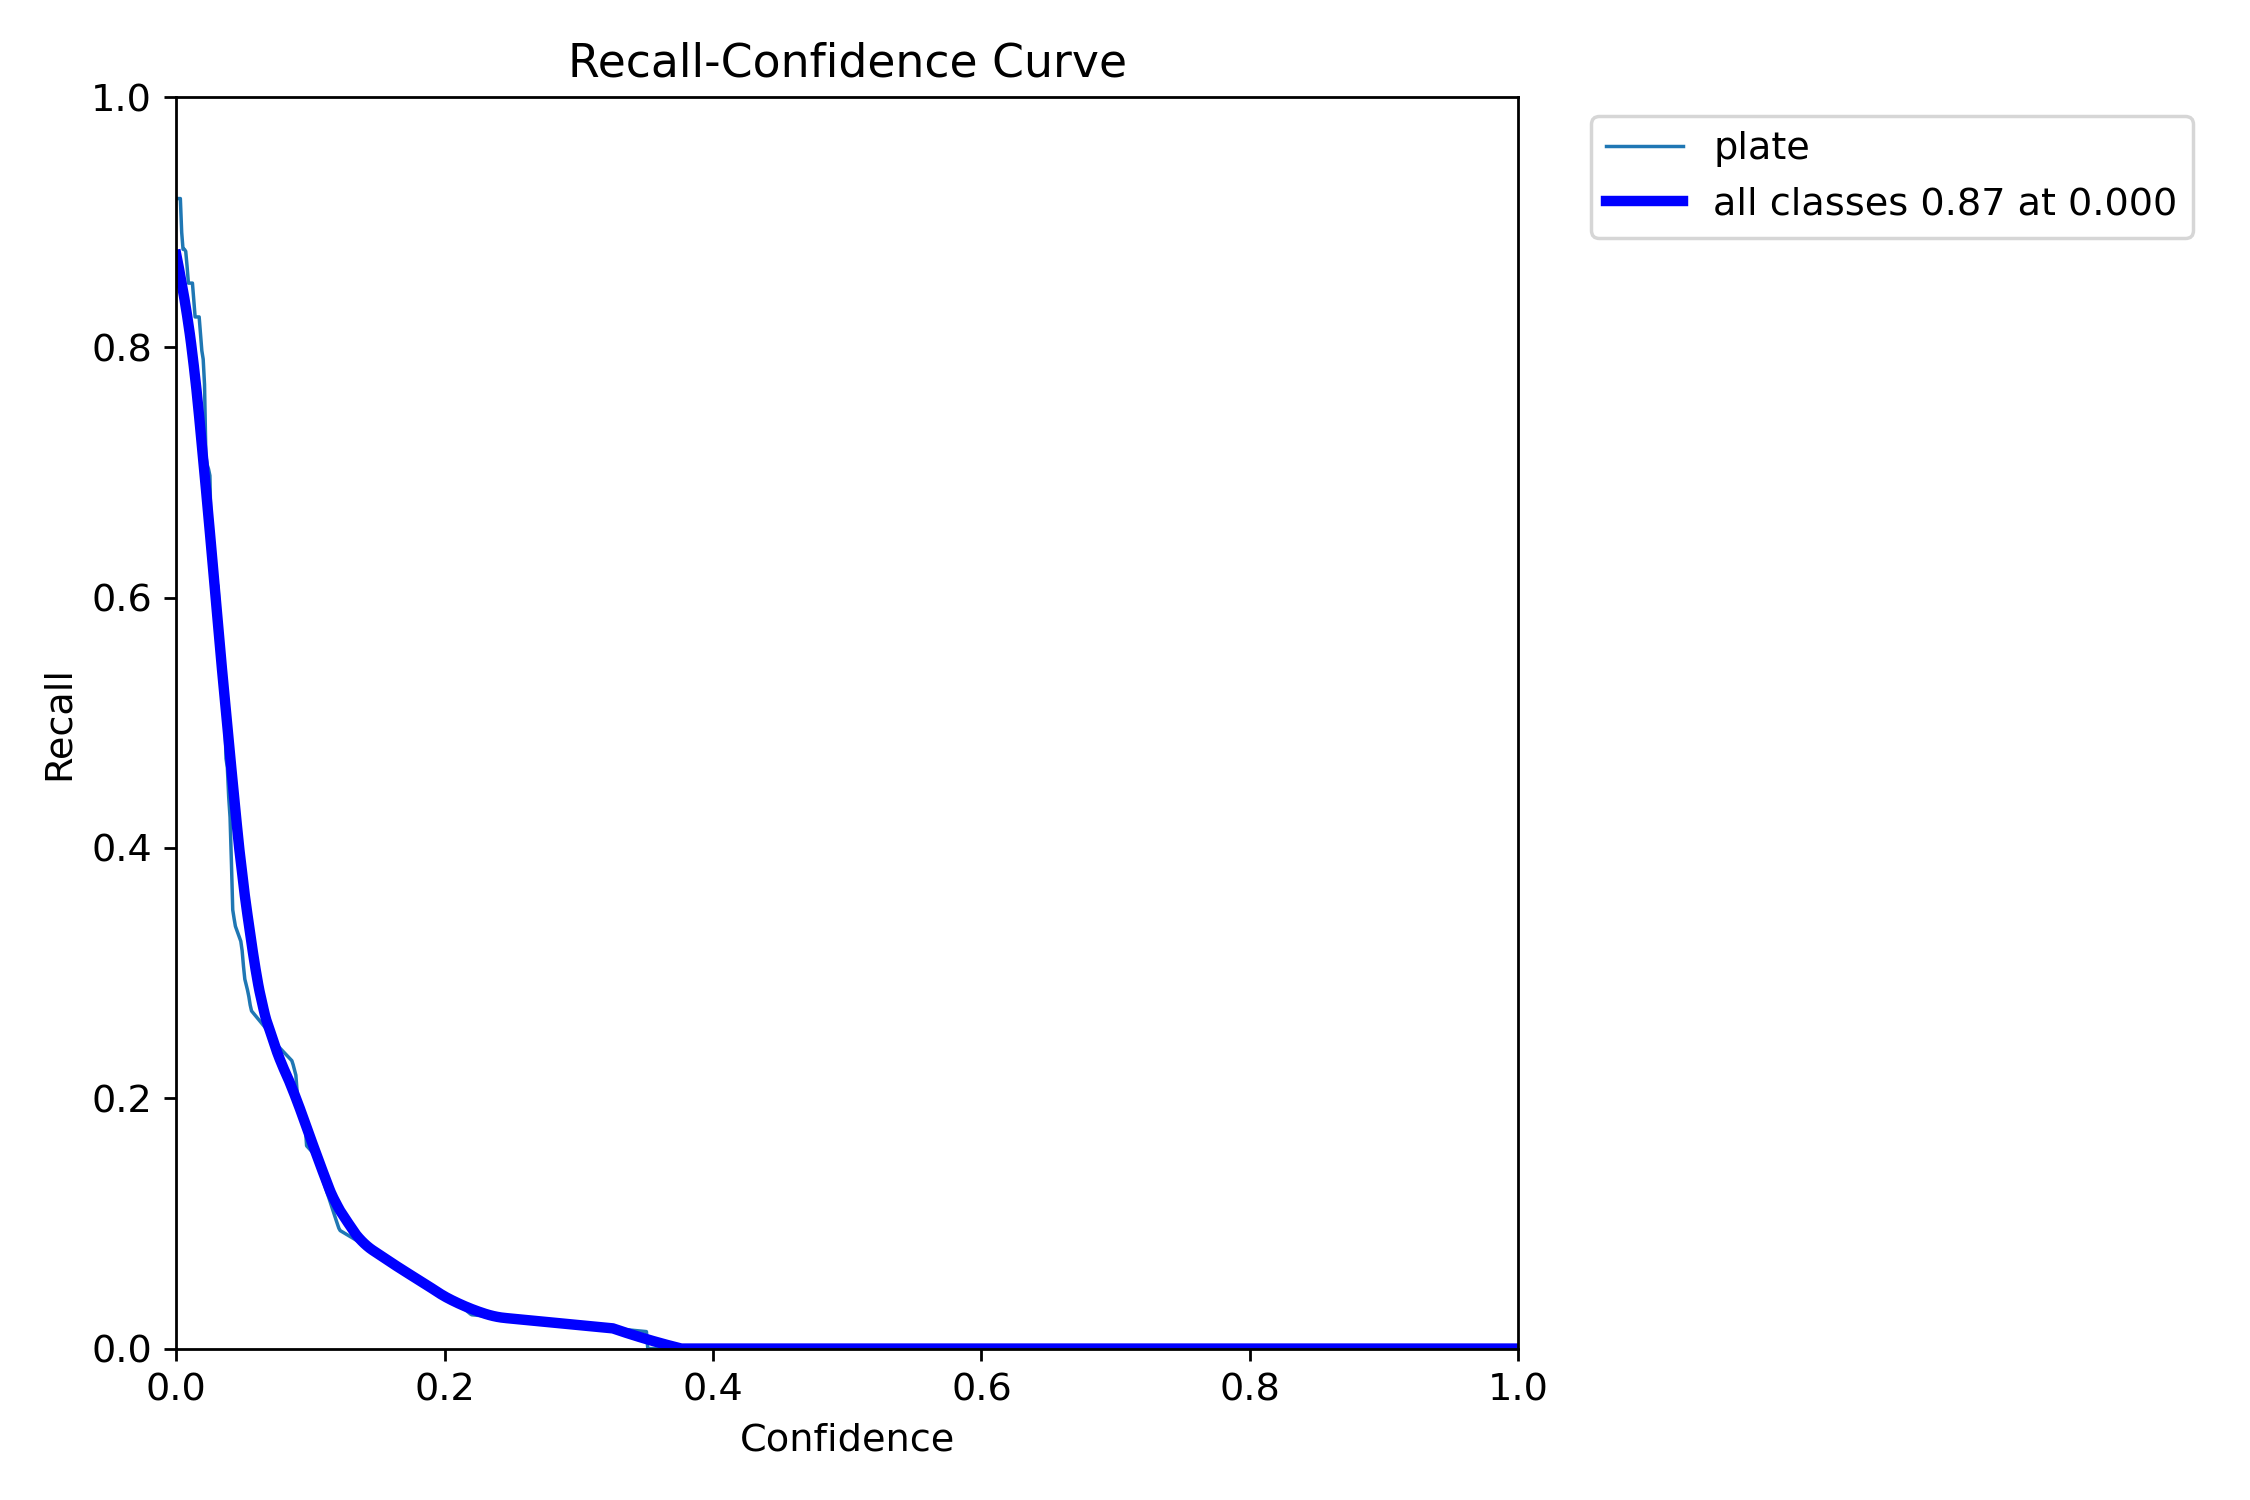 Recall-Confidence Curve
1.0
0.8
0.6
0.4
0.2
0.0
Recall
0.0 0.2 0.4 0.6 0.8 1.0
Confidence
plate
all classes 0.87 at 0.000